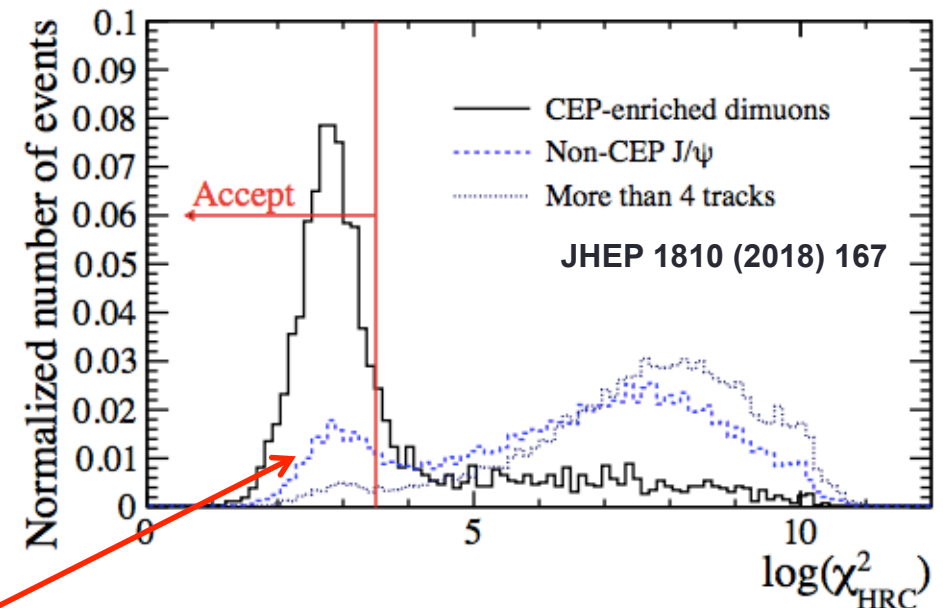 Normalized number of events
0.1
0.09
0.08
0.07
0.06
0.05
0.04
0.03
0.02
0.01
0
CEP-enriched dimuons
Non-CEP J/ψ
More than 4 tracks
Accept
JHEP 1810 (2018) 167
0 5 10
log(χ²HRC)